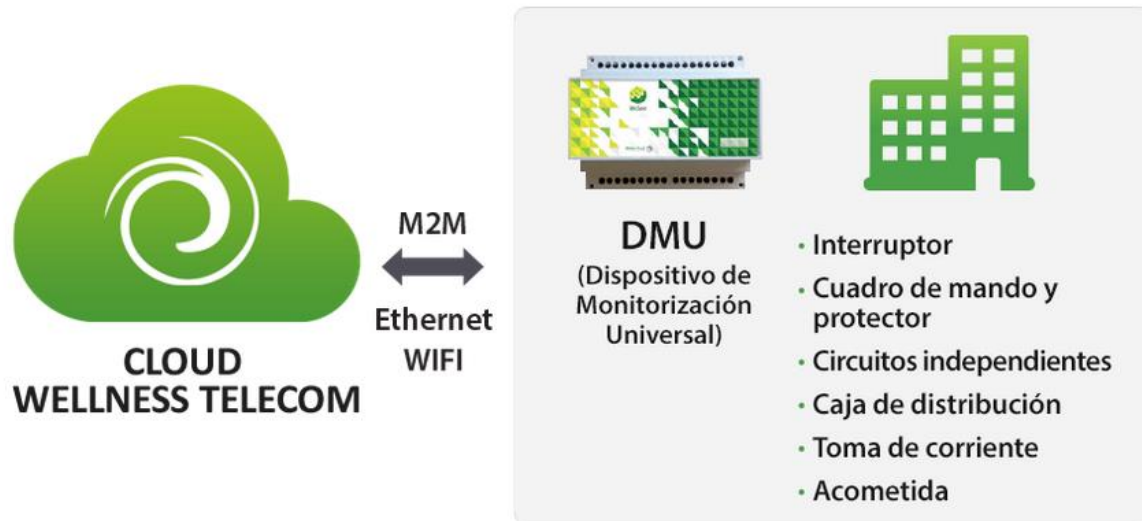 CLOUD
WELLNESS TELECOM
M2M
Ethernet
WIFI
DMU
(Dispositivo de
Monitorización
Universal)
• Interruptor
• Cuadro de mando y
protector
• Circuitos independientes
• Caja de distribución
• Toma de corriente
• Acometida